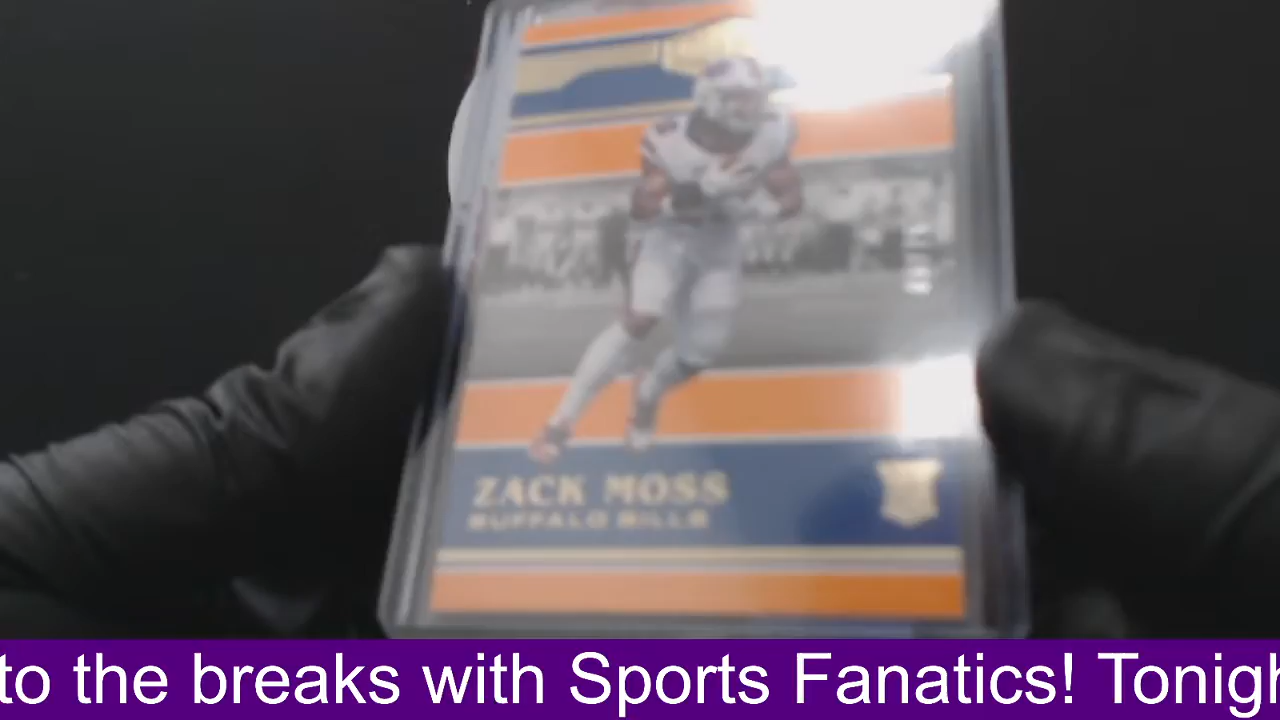 ZACK MOSS
BUFFALO BILLS
to the breaks with Sports Fanatics! Tonigh